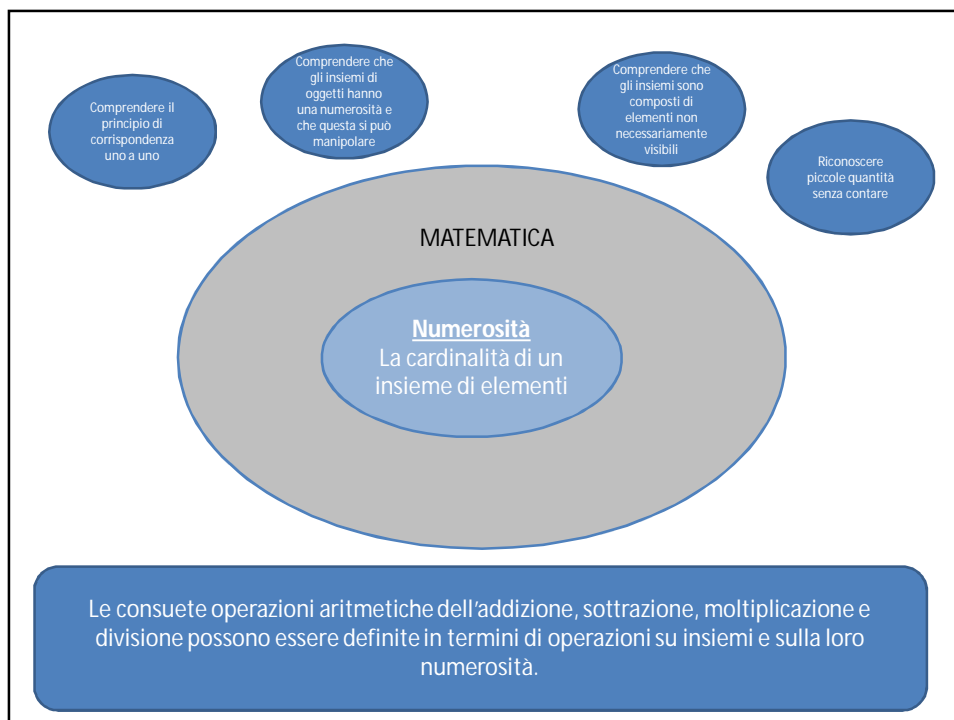 Comprendere il
principio di
corrispondenza
uno a uno
Comprendere che
gli insiemi di
oggetti hanno
una numerosità e
che questa si può
manipolare
Comprendere che
gli insiemi sono
composti di
elementi non
necessariamente
visibili
Riconoscere
piccole quantità
senza contare
MATEMATICA
Numerosità
La cardinalità di un
insieme di elementi
Le consuete operazioni aritmetiche dell'addizione, sottrazione, moltiplicazione e
divisione possono essere definite in termini di operazioni su insiemi e sulla loro
numerosità.